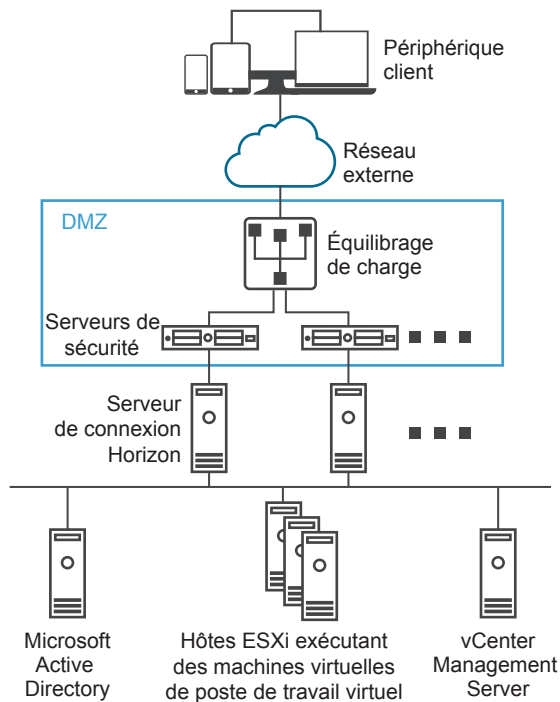 Périphérique
client
Réseau
externe
DMZ
Équilibrage
de charge
Serveurs de
sécurité
Serveur
de connexion
Horizon
Microsoft
Active
Directory
Hôtes ESXi exécutant
des machines virtuelles
de poste de travail virtuel
vCenter
Management
Server